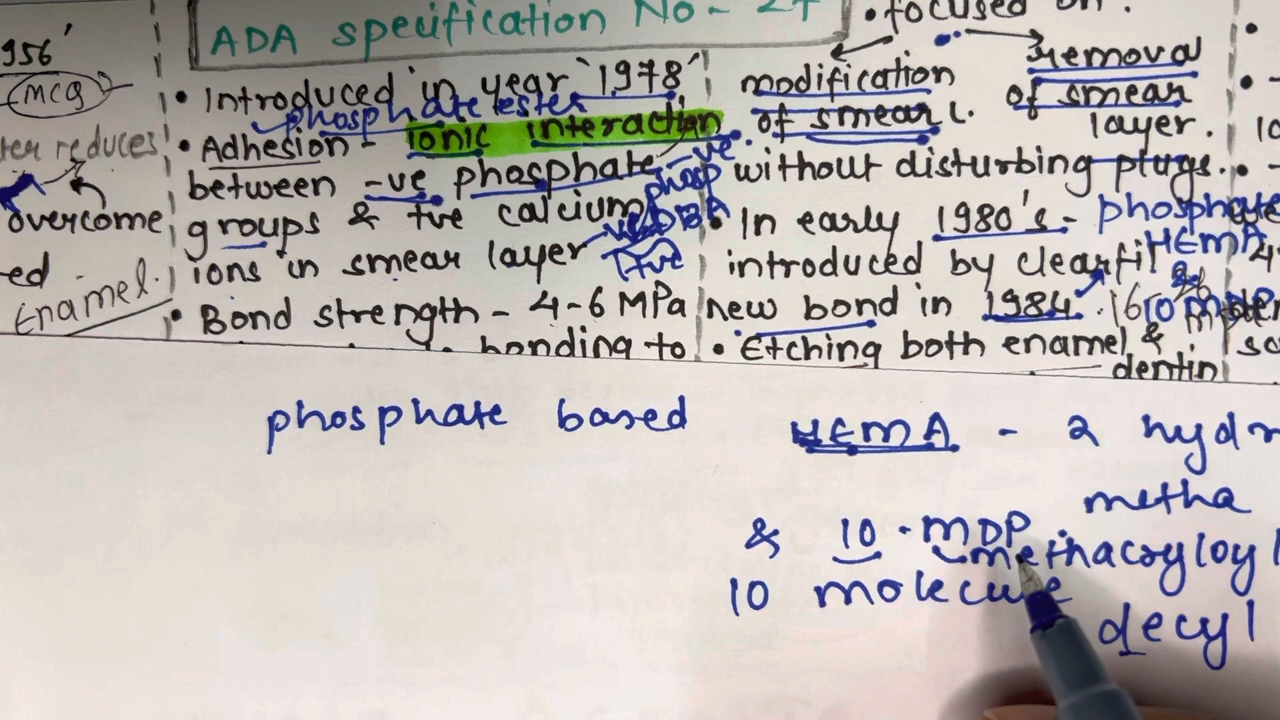 956'
MCQ
ter reduces
overcome
ed
Enamel.
ADA specification No - 27
• Introduced in year '1978'
phosphate ester
• Adhesion - ionic interaction
between -ve phosphate -ve
groups & +ve calcium phosp
DBA
ions in smear layer +ve
• Bond strength - 4-6 MPa
bonding to
• focused on :
modification removal
of smear l. of smear
layer.
without disturbing plugs.
• In early 1980's - phosphate
HEMA
introduced by clearfil
&
new bond in 1984. 10 MDP
• Etching both enamel &
dentin
phosphate based
HEMA - 2 hydr
metha
& 10 - MDP.
methacryloyl
10 molecule
decyl